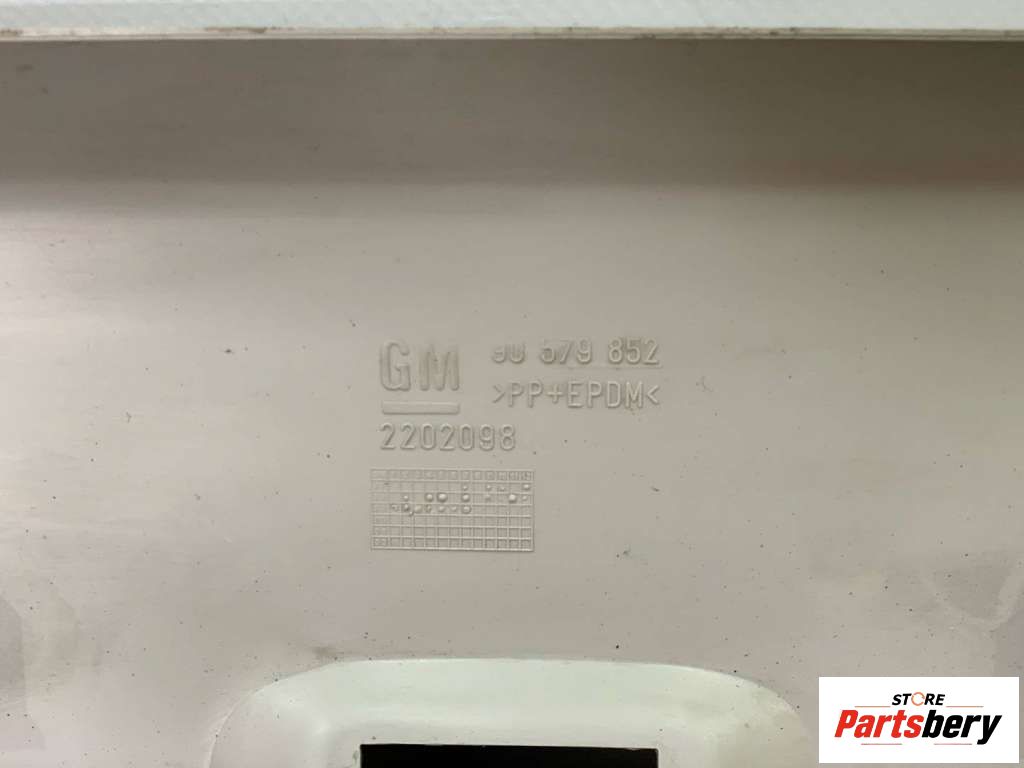 GM 90 579 852
>PP+EPDM<
2202098
STORE
Partsbery